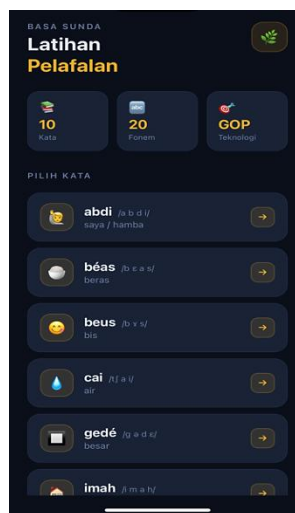 BASA SUNDA
Latihan
Pelafalan
10
Kata
20
Fonem
GOP
Teknologi
PILIH KATA
abdi /a b d i/
saya / hamba
béas /b ɛ a s/
beras
beus /b ɤ s/
bis
cai /tʃ a i/
air
gedé /g ə d ɛ/
besar
imah /i m a h/